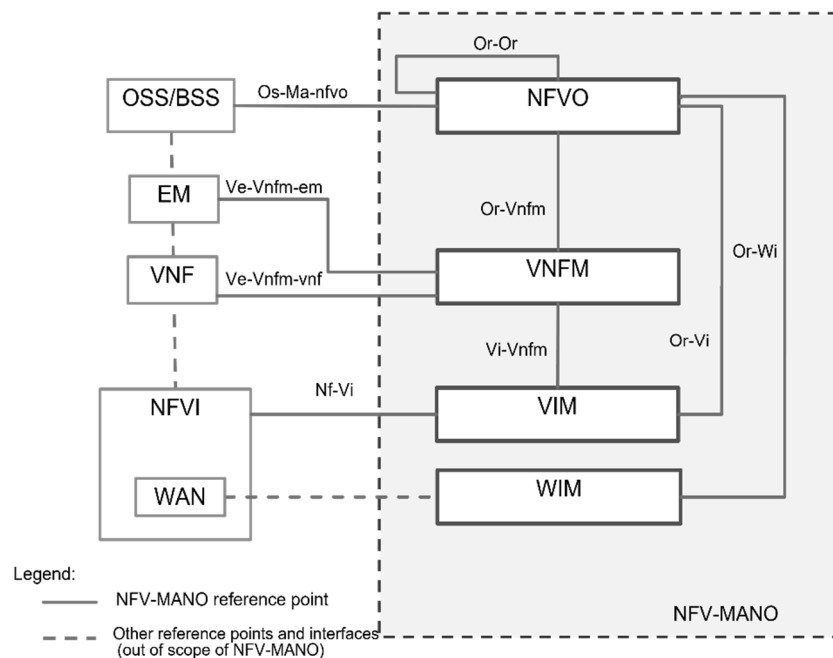 Or-Or
OSS/BSS
Os-Ma-nfvo
NFVO
EM
Ve-Vnfm-em
Or-Vnfm
Or-Wi
VNF
Ve-Vnfm-vnf
VNFM
Vi-Vnfm
Or-Vi
NFVI
Nf-Vi
VIM
WAN
WIM
Legend:
NFV-MANO reference point
NFV-MANO
Other reference points and interfaces
(out of scope of NFV-MANO)